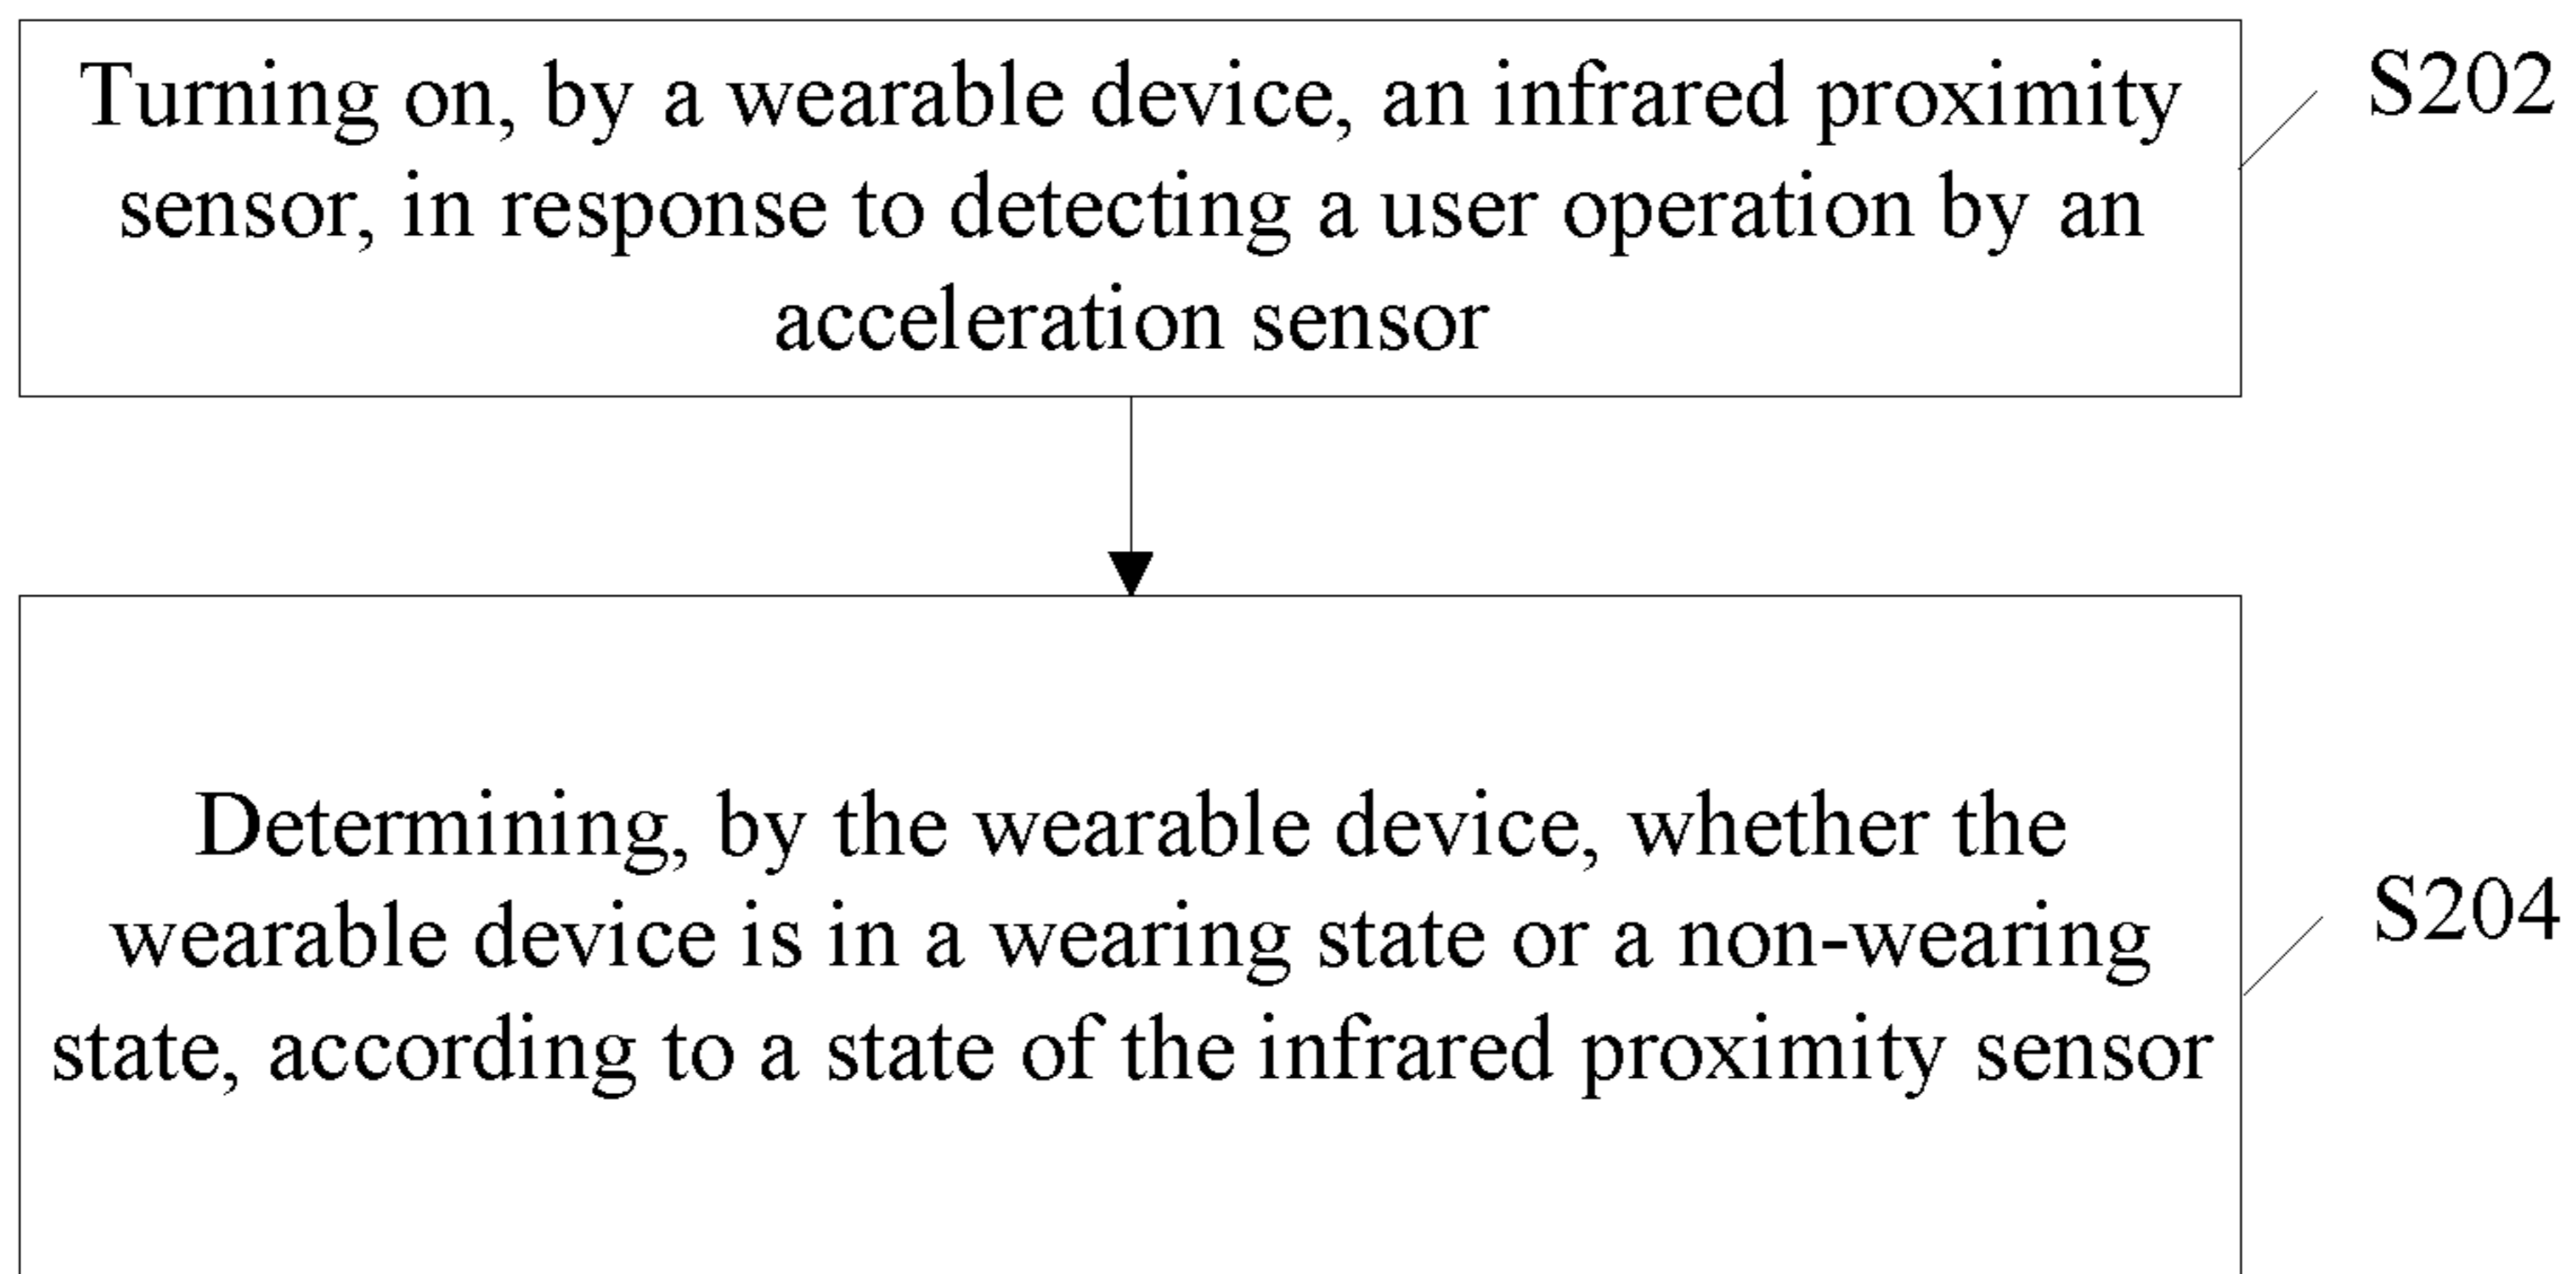 Turning on, by a wearable device, an infrared proximity
sensor, in response to detecting a user operation by an
acceleration sensor
S202
Determining, by the wearable device, whether the
wearable device is in a wearing state or a non-wearing
state, according to a state of the infrared proximity sensor
S204